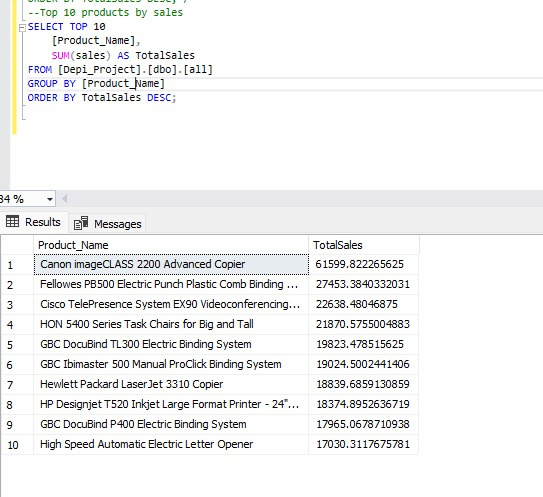 ORDER BY TotalSales DESC; /
--Top 10 products by sales
SELECT TOP 10
[Product_Name],
SUM(sales) AS TotalSales
FROM [Depi_Project].[dbo].[all]
GROUP BY [Product_Name]
ORDER BY TotalSales DESC;
84 %
Results Messages
Product_Name TotalSales
1 Canon imageCLASS 2200 Advanced Copier 61599.822265625
2 Fellowes PB500 Electric Punch Plastic Comb Binding ... 27453.3840332031
3 Cisco TelePresence System EX90 Videoconferencing... 22638.48046875
4 HON 5400 Series Task Chairs for Big and Tall 21870.5755004883
5 GBC DocuBind TL300 Electric Binding System 19823.478515625
6 GBC Ibimaster 500 Manual ProClick Binding System 19024.5002441406
7 Hewlett Packard LaserJet 3310 Copier 18839.6859130859
8 HP Designjet T520 Inkjet Large Format Printer - 24"... 18374.8952636719
9 GBC DocuBind P400 Electric Binding System 17965.0678710938
10 High Speed Automatic Electric Letter Opener 17030.3117675781